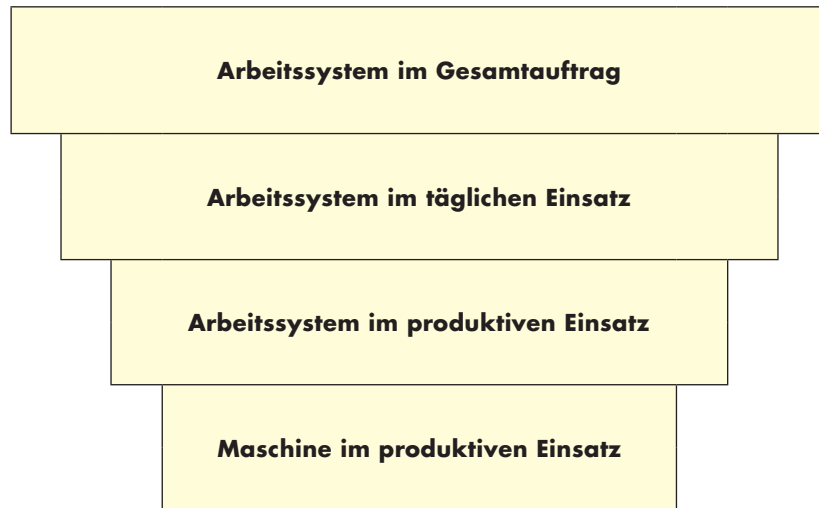 Arbeitssystem im Gesamtauftrag
Arbeitssystem im täglichen Einsatz
Arbeitssystem im produktiven Einsatz
Maschine im produktiven Einsatz